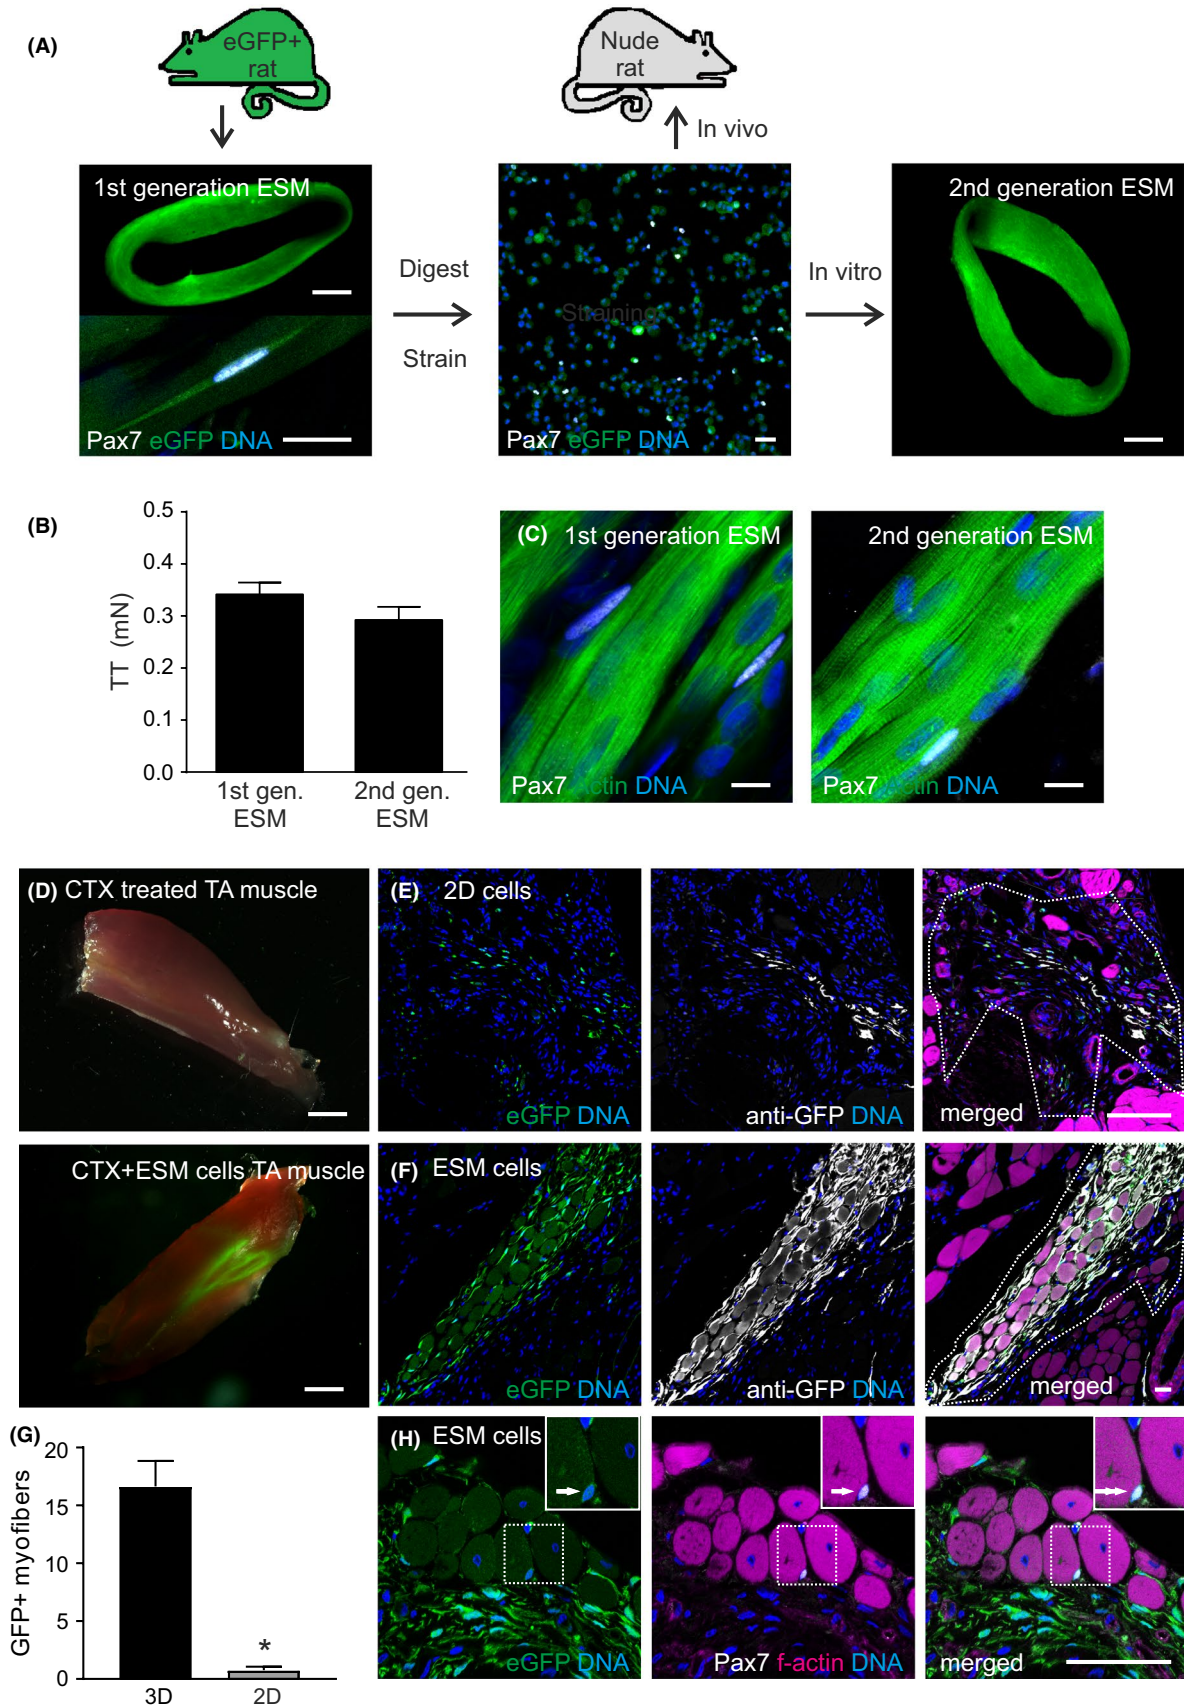 (A)
eGFP+
rat
Nude
rat
In vivo
1st generation ESM
Pax7 eGFP DNA
Digest
Strain
Straining
Pax7 eGFP DNA
In vitro
2nd generation ESM
(B)
TT (mN)
0.5
0.4
0.3
0.2
0.1
0.0
1st gen.
ESM
2nd gen.
ESM
(C) 1st generation ESM
Pax7 Actin DNA
2nd generation ESM
Pax7 Actin DNA
(D) CTX treated TA muscle
CTX+ESM cells TA muscle
(E) 2D cells
eGFP DNA
anti-GFP DNA
merged
(F) ESM cells
eGFP DNA
anti-GFP DNA
merged
(G)
GFP+ myofibers
20
15
10
5
0
*
3D
2D
(H) ESM cells
eGFP DNA
Pax7 f-actin DNA
merged